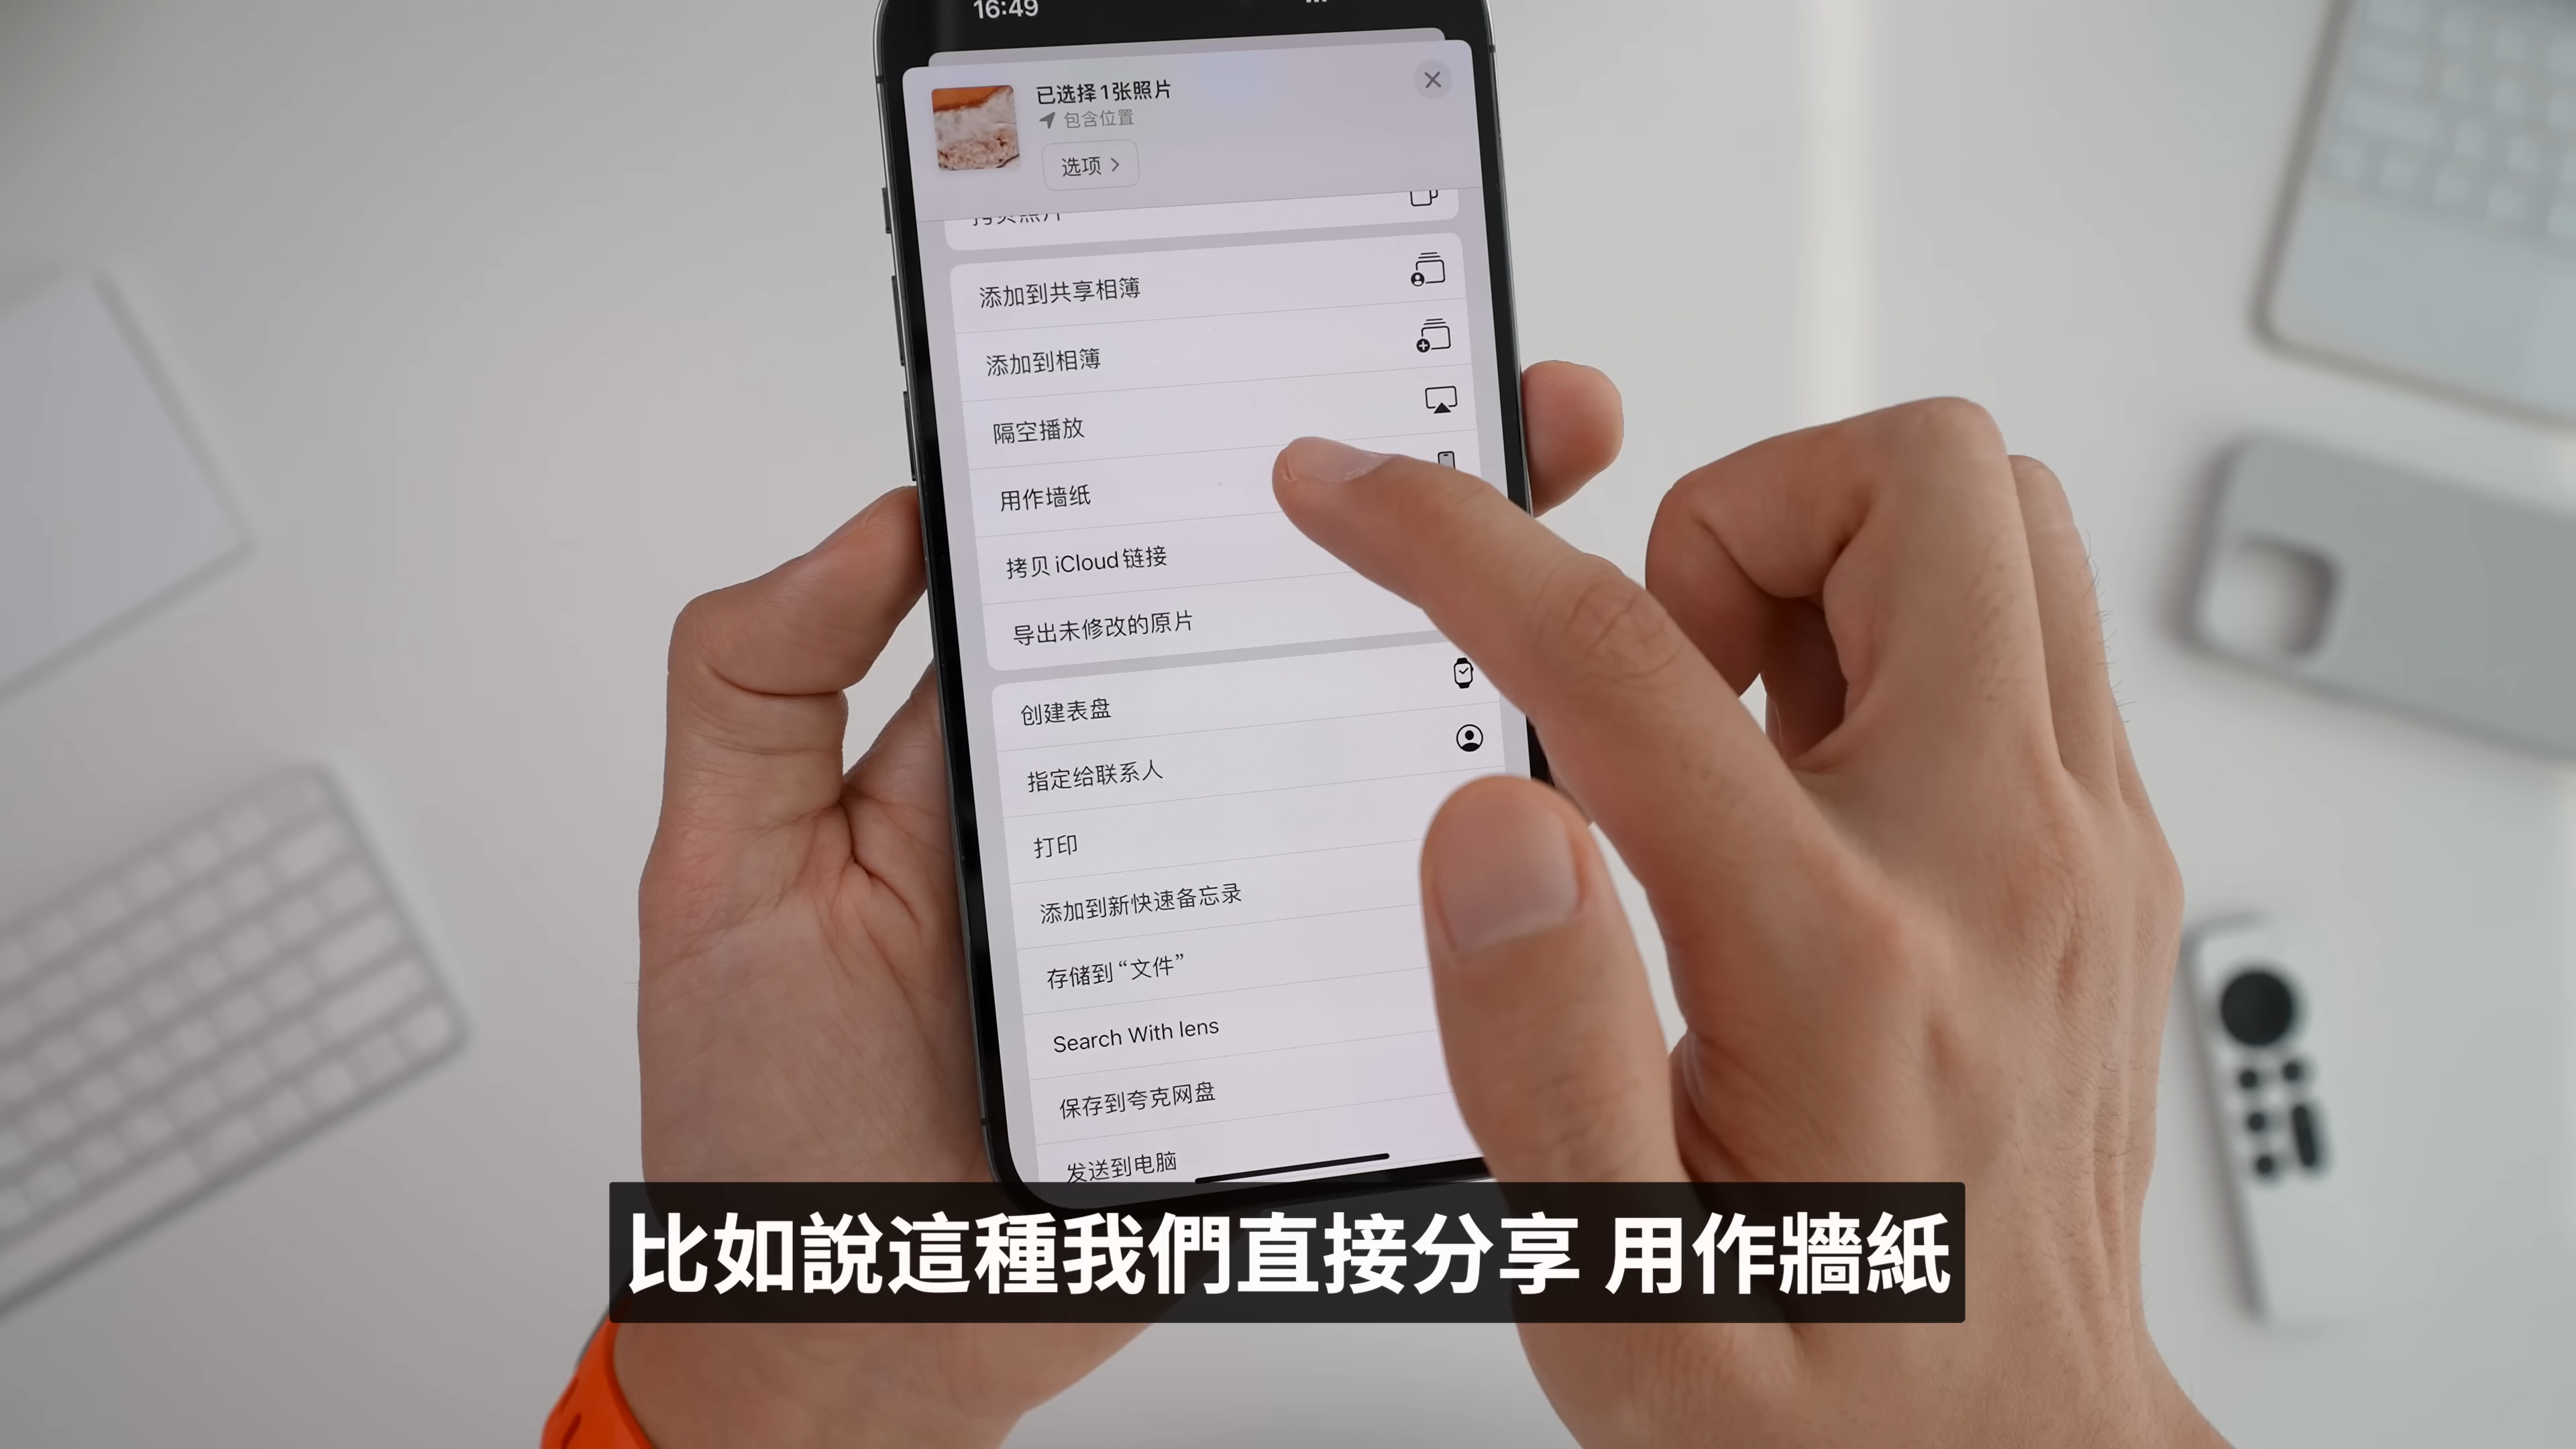 16:49
已选择1张照片
包含位置
选项
拷贝照片
添加到共享相簿
添加到相簿
隔空播放
用作墙纸
拷贝 iCloud 链接
导出未修改的原片
创建表盘
指定给联系人
打印
添加到新快速备忘录
存储到“文件”
Search With lens
保存到夸克网盘
发送到电脑
比如說這種我們直接分享 用作牆紙